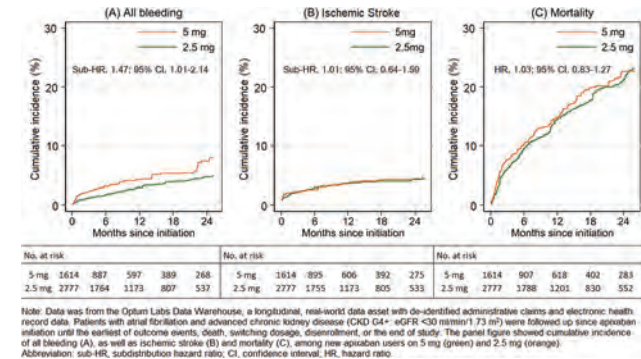 (A) All bleeding
(B) Ischemic Stroke
(C) Mortality
Cumulative incidence (%)
30
20
10
0
5 mg
2.5 mg
Sub-HR, 1.47; 95% CI, 1.01-2.14
0 6 12 18 24
Months since initiation
Cumulative incidence (%)
30
20
10
0
5 mg
2.5mg
Sub-HR, 1.01; 95% CI, 0.64-1.59
0 6 12 18 24
Months since initiation
Cumulative incidence (%)
30
20
10
0
5 mg
2.5 mg
HR, 1.03; 95% CI, 0.83-1.27
0 6 12 18 24
Months since initiation
No. at risk
5 mg 1614 887 597 389 268
2.5 mg 2777 1764 1173 807 537
No. at risk
5 mg 1614 895 606 392 275
2.5 mg 2777 1755 1173 805 533
No. at risk
5 mg 1614 907 618 402 283
2.5 mg 2777 1788 1201 830 552
Note: Data was from the Optum Labs Data Warehouse, a longitudinal, real-world data asset with de-identified administrative claims and electronic health
record data. Patients with atrial fibrillation and advanced chronic kidney disease (CKD G4+: eGFR <30 ml/min/1.73 m²) were followed up since apixaban
initiation until the earliest of outcome events, death, switching dosage, disenrollment, or the end of study. The panel figure showed cumulative incidence
of all bleeding (A), as well as ischemic stroke (B) and mortality (C), among new apixaban users on 5 mg (green) and 2.5 mg (orange).
Abbreviation: sub-HR, subdistribution hazard ratio; CI, confidence interval; HR, hazard ratio